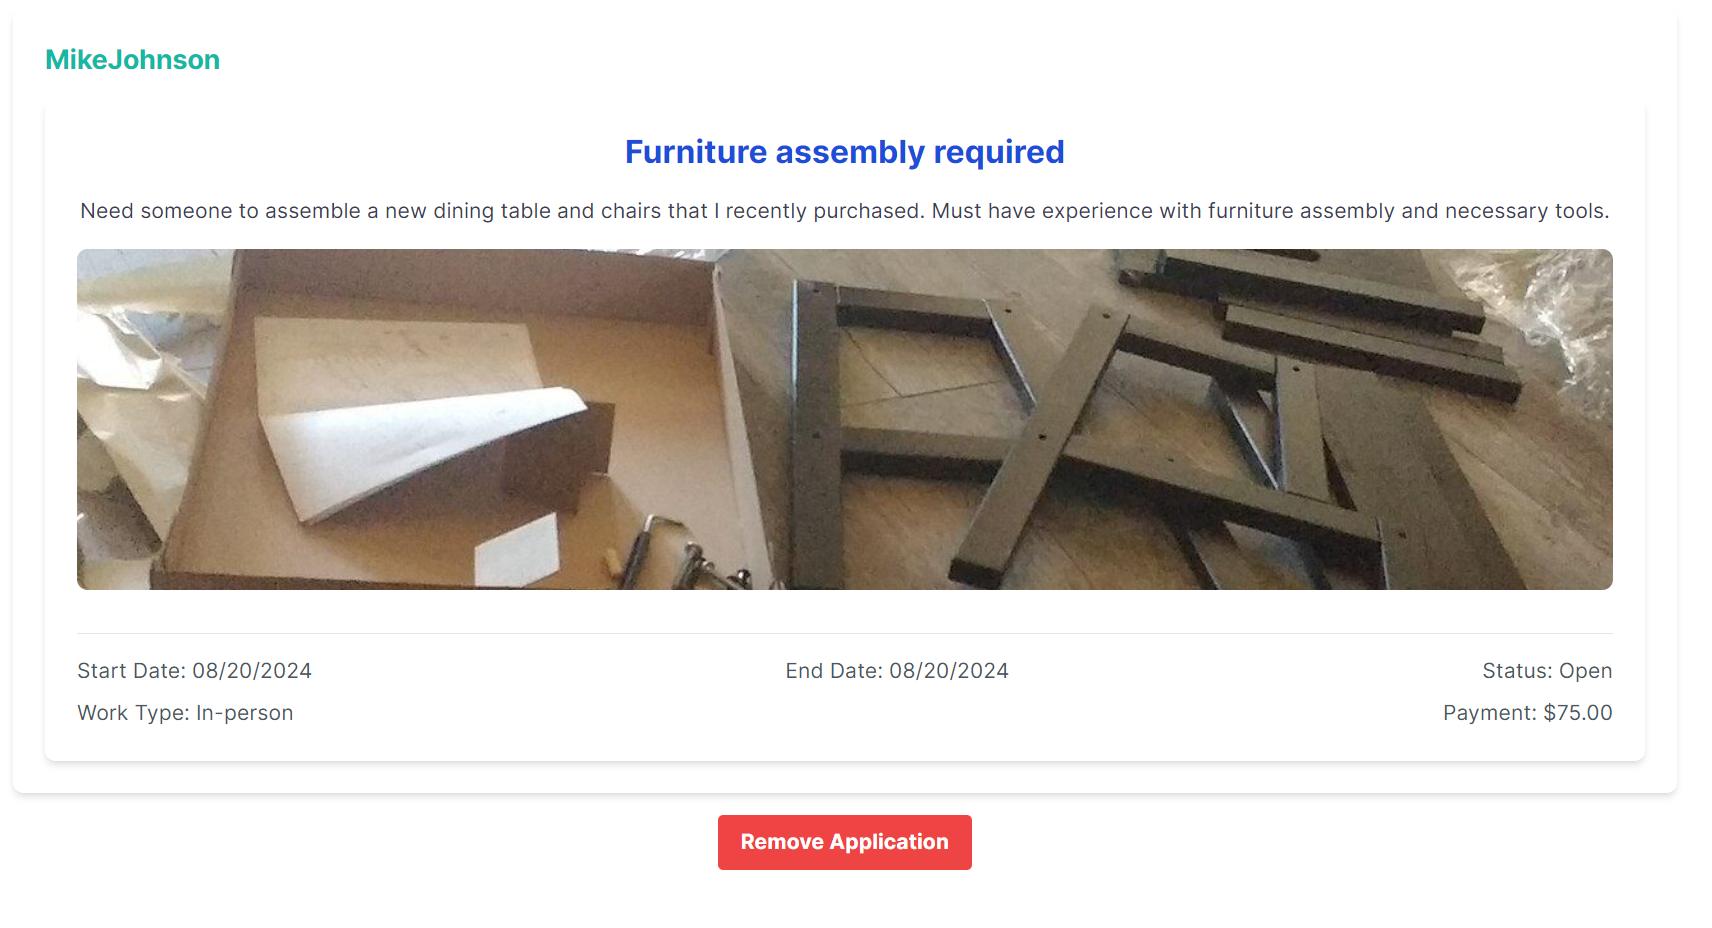 MikeJohnson
Furniture assembly required
Need someone to assemble a new dining table and chairs that I recently purchased. Must have experience with furniture assembly and necessary tools.
Start Date: 08/20/2024
End Date: 08/20/2024
Status: Open
Work Type: In-person
Payment: $75.00
Remove Application